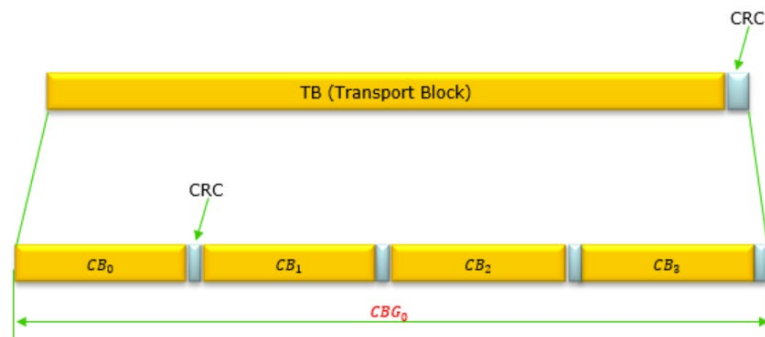 CRC
TB (Transport Block)
CRC
CB₀ CB₁ CB₂ CB₃
CBG₀